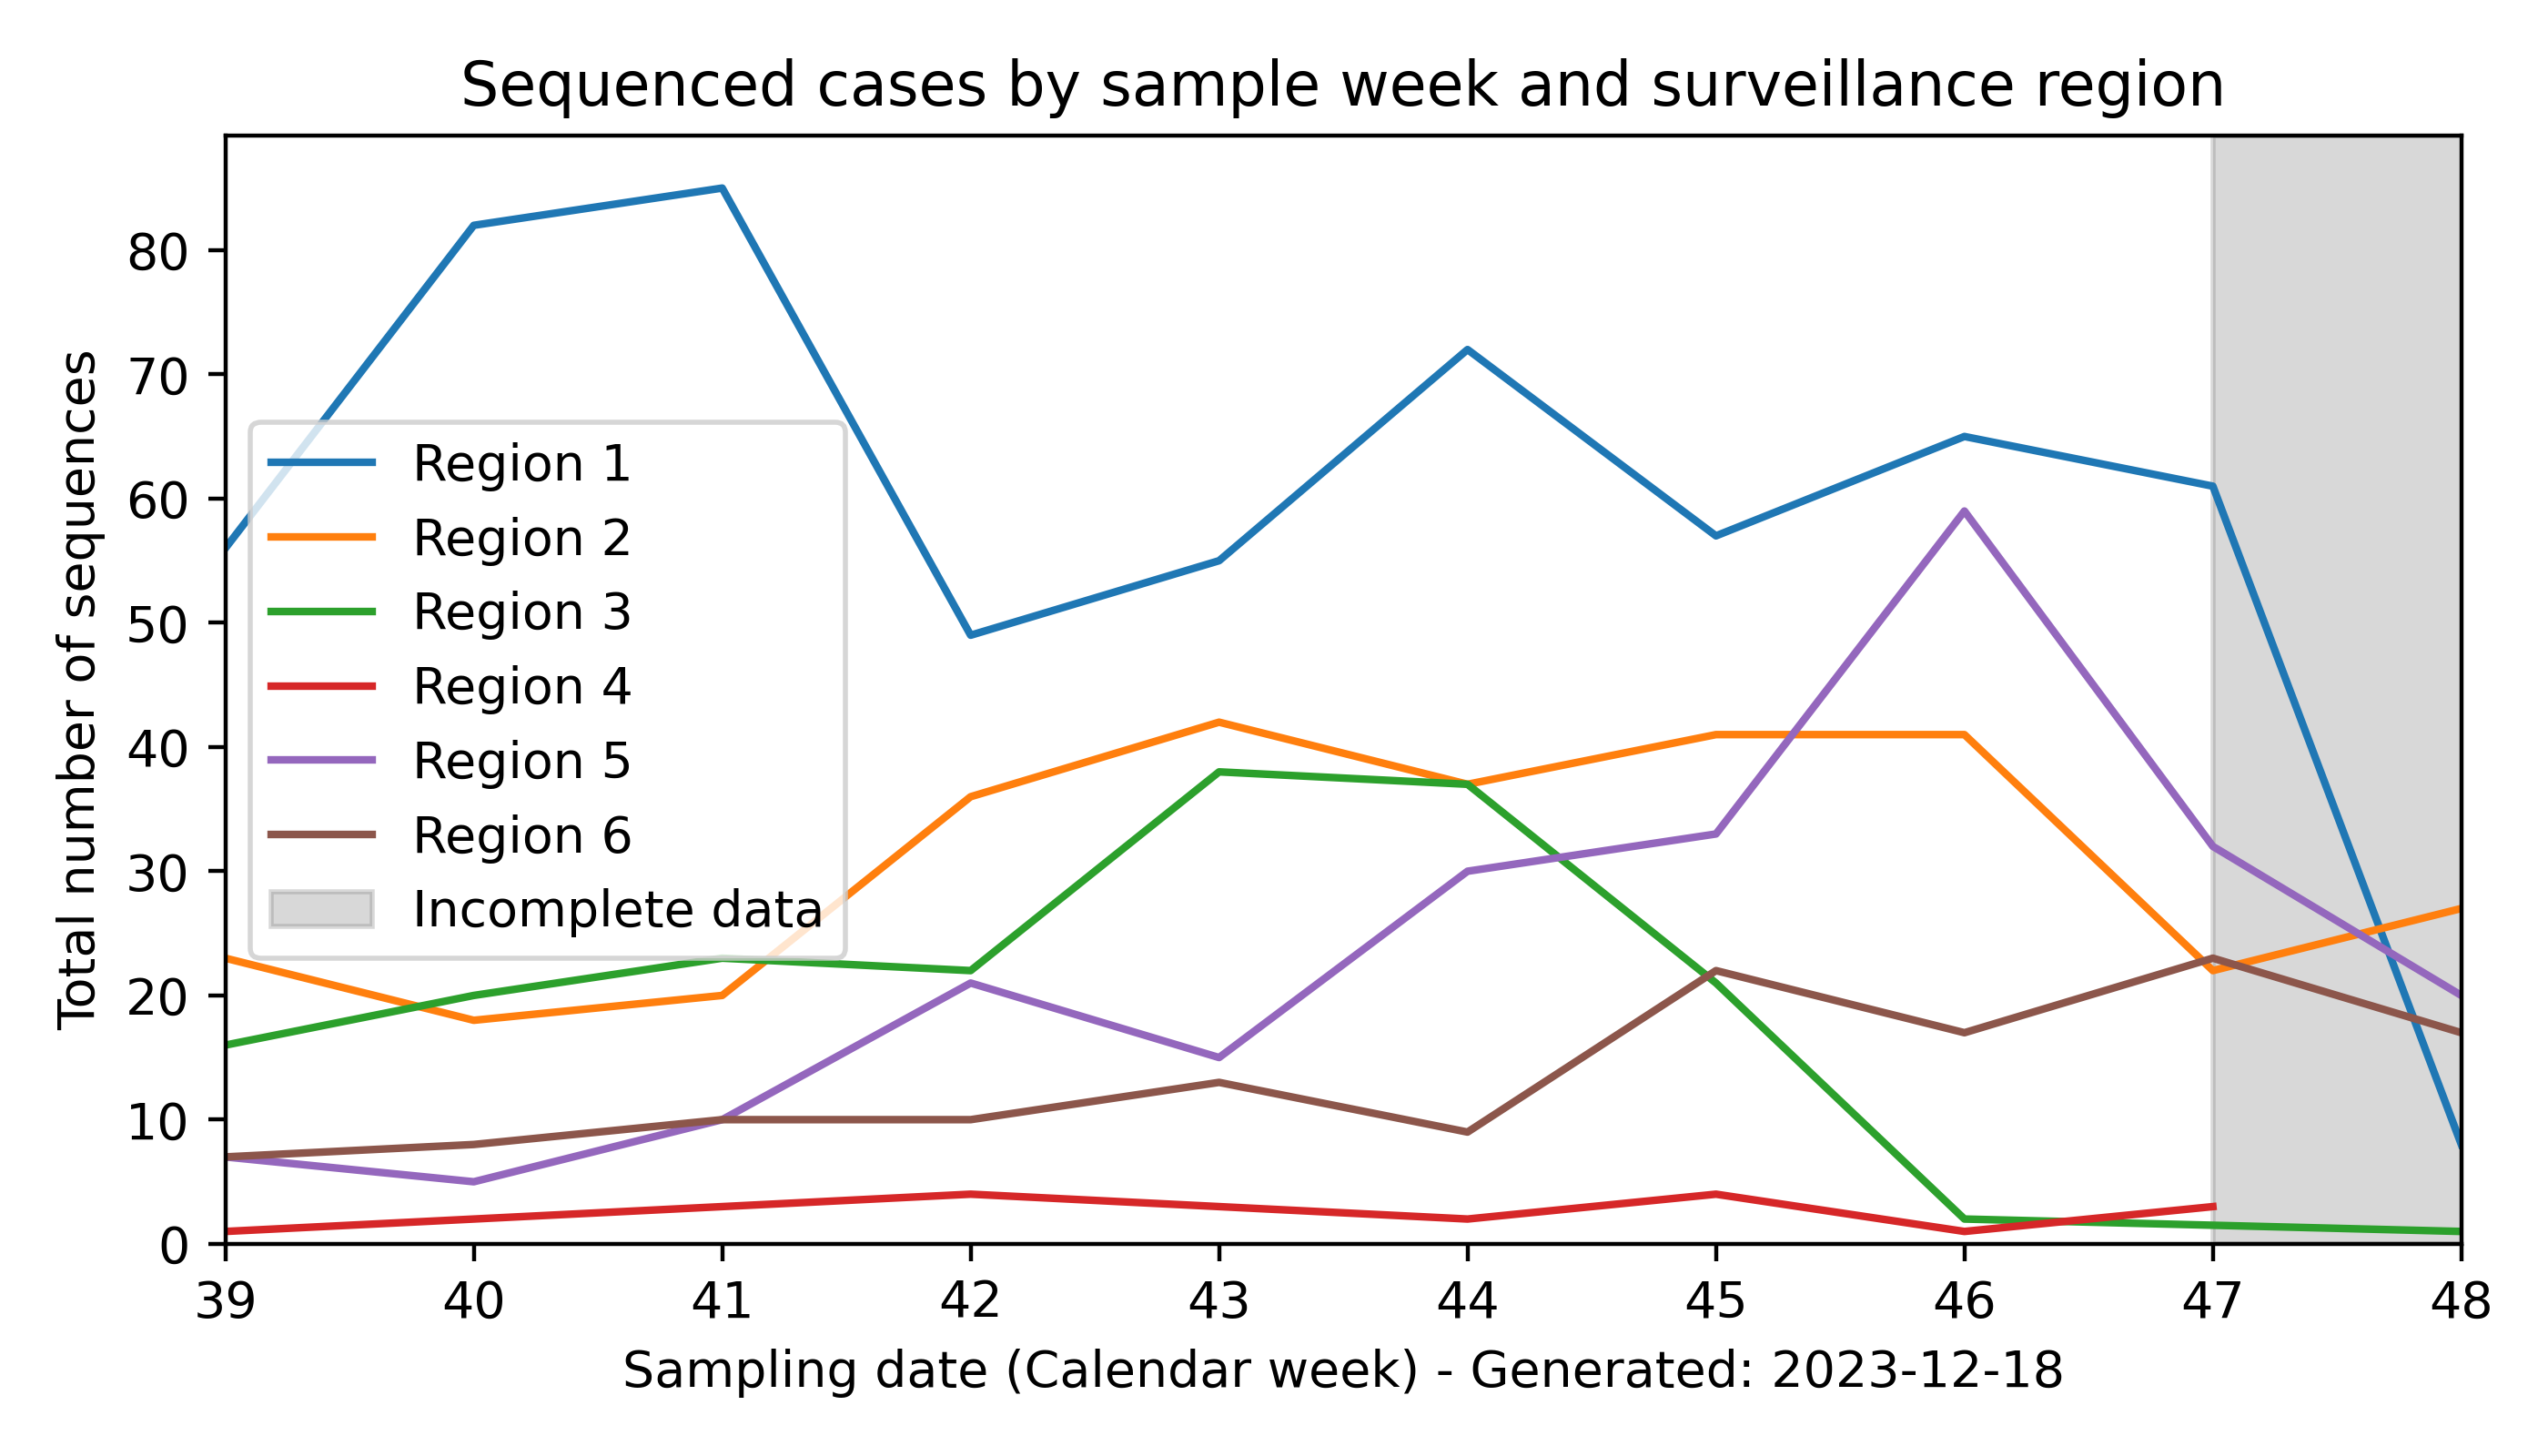 Sequenced cases by sample week and surveillance region
Total number of sequences
80
70
60
50
40
30
20
10
0
Region 1
Region 2
Region 3
Region 4
Region 5
Region 6
Incomplete data
39 40 41 42 43 44 45 46 47 48
Sampling date (Calendar week) - Generated: 2023-12-18